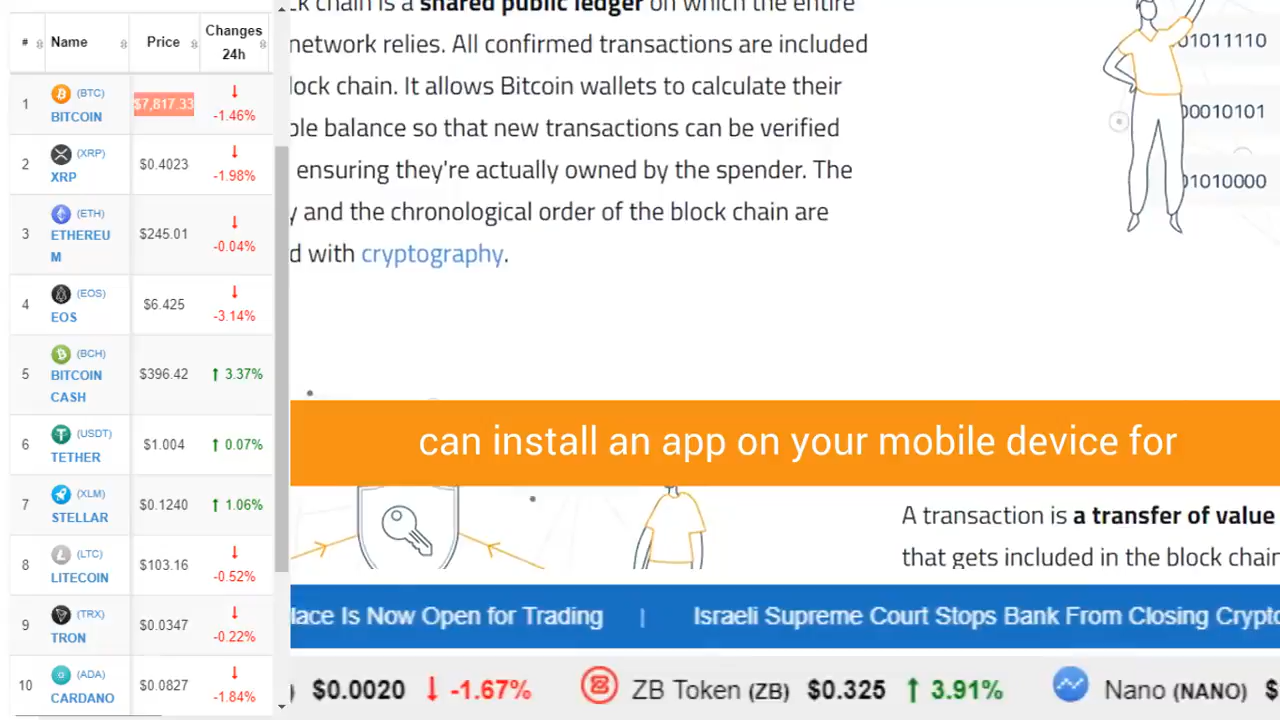 # Name Price Changes 24h
1 (BTC) BITCOIN $7,817.33 -1.46%
2 (XRP) XRP $0.4023 -1.98%
3 (ETH) ETHEREU M $245.01 -0.04%
4 (EOS) EOS $6.425 -3.14%
5 (BCH) BITCOIN CASH $396.42 3.37%
6 (USDT) TETHER $1.004 0.07%
7 (XLM) STELLAR $0.1240 1.06%
8 (LTC) LITECOIN $103.16 -0.52%
9 (TRX) TRON $0.0347 -0.22%
10 (ADA) CARDANO $0.0827 -1.84%
ck chain is a shared public ledger on which the entire
network relies. All confirmed transactions are included
lock chain. It allows Bitcoin wallets to calculate their
ble balance so that new transactions can be verified
ensuring they're actually owned by the spender. The
y and the chronological order of the block chain are
d with cryptography.
01011110
00010101
01010000
can install an app on your mobile device for
A transaction is a transfer of value
that gets included in the block chain
lace Is Now Open for Trading | Israeli Supreme Court Stops Bank From Closing Crypto
) $0.0020 -1.67% ZB Token (ZB) $0.325 3.91% Nano (NANO) $